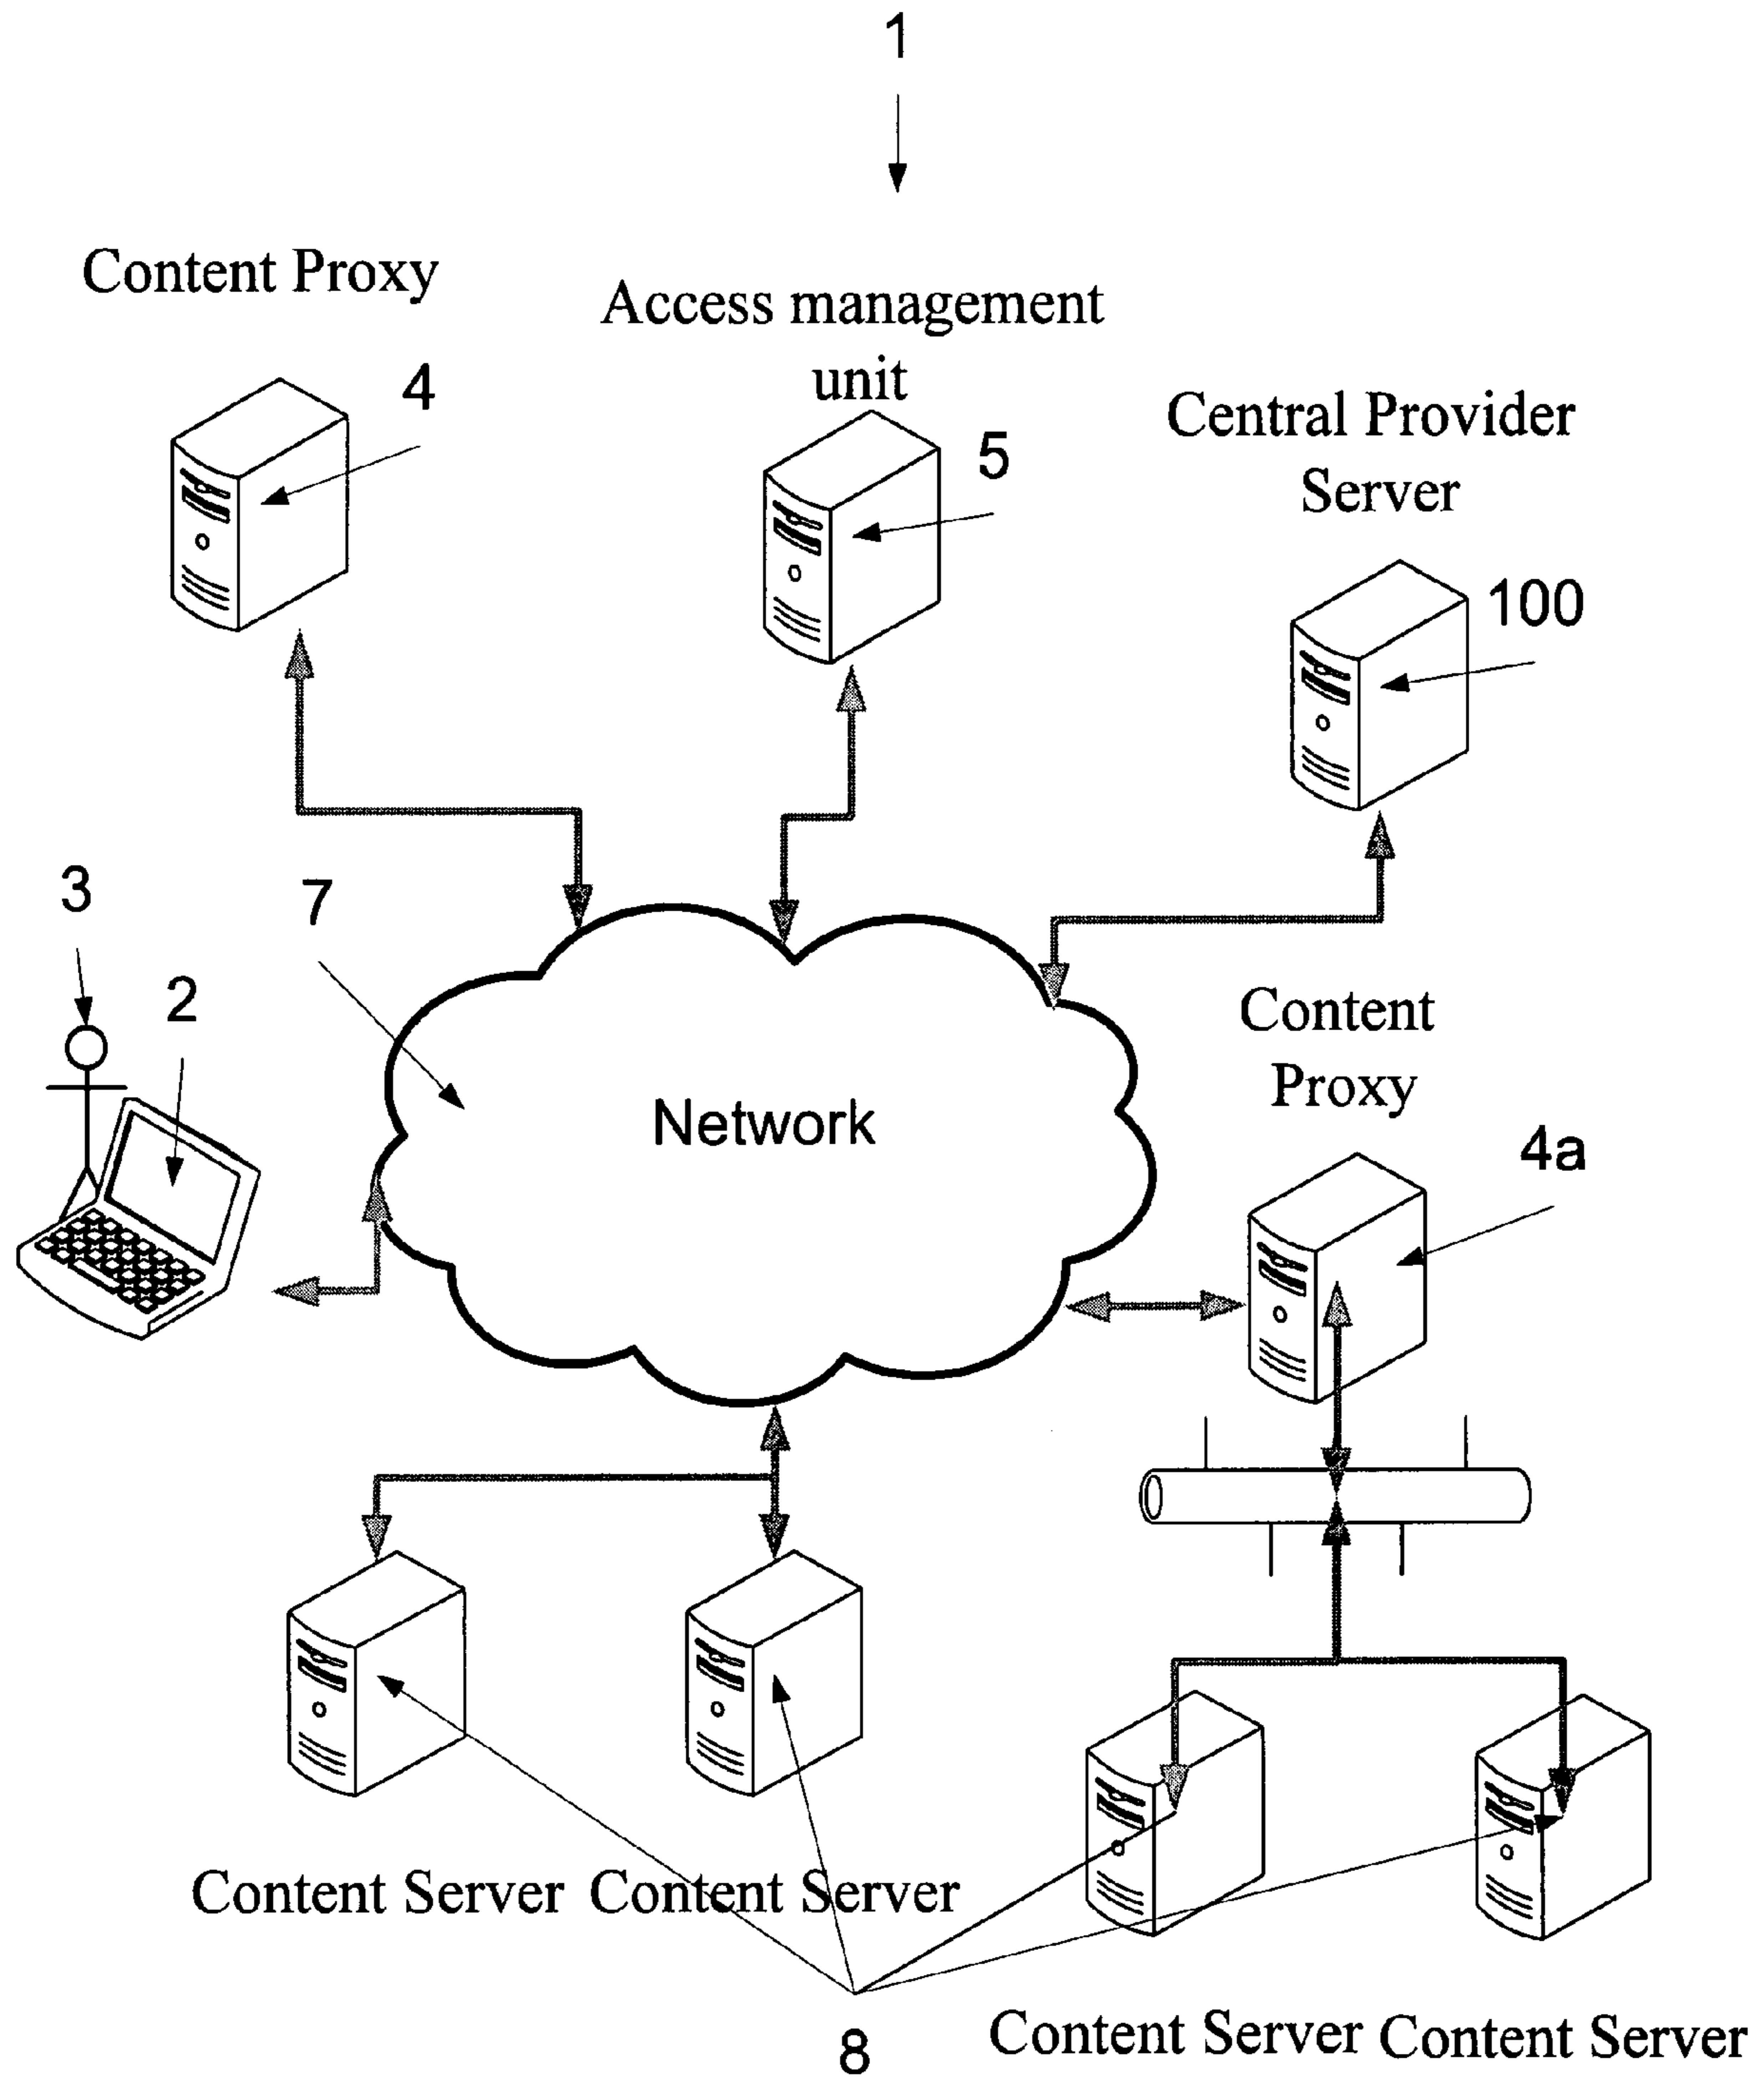 1
Content Proxy
Access management
unit
4
5
Central Provider
Server
100
3
7
2
Content
Proxy
Network
4a
Content Server Content Server
8
Content Server Content Server